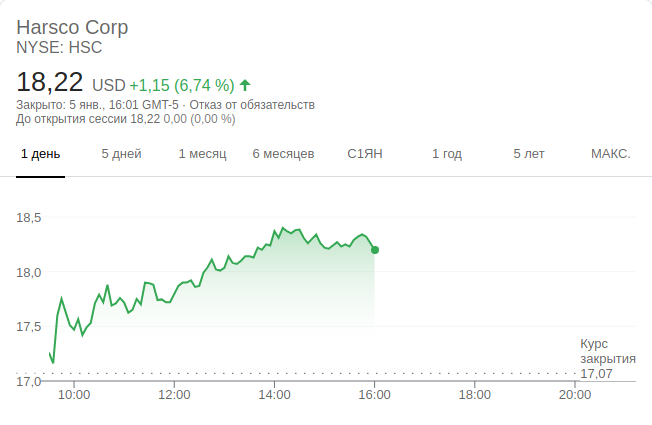 Harsco Corp
NYSE: HSC
18,22 USD +1,15 (6,74 %)
Закрыто: 5 янв., 16:01 GMT-5 · Отказ от обязательств
До открытия сессии 18,22 0,00 (0,00 %)
1 день 5 дней 1 месяц 6 месяцев С1ЯН 1 год 5 лет МАКС.
18,5
18,0
17,5
17,0
Курс
закрытия
17,07
10:00 12:00 14:00 16:00 18:00 20:00